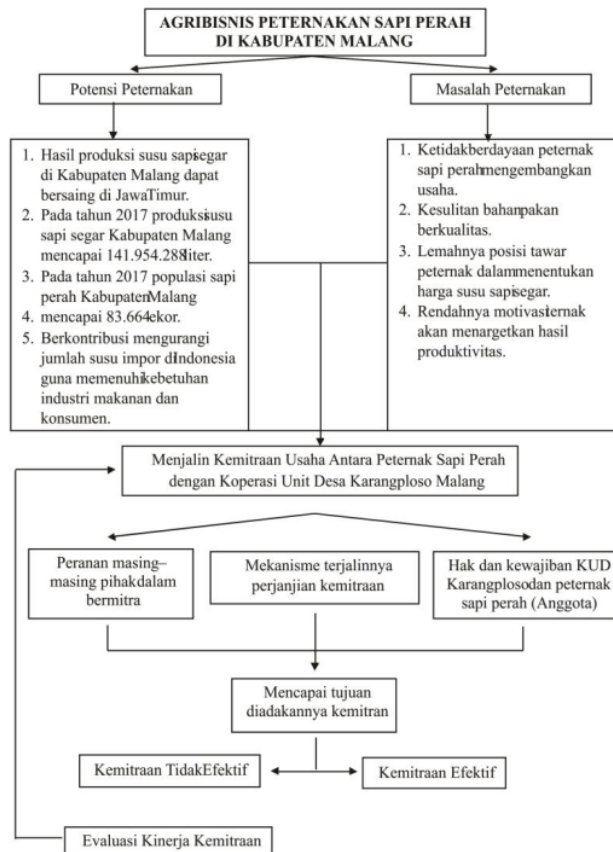 AGRIBISNIS PETERNAKAN SAPI PERAH
DI KABUPATEN MALANG
Potensi Peternakan
Masalah Peternakan
1. Hasil produksi susu sapisegar
di Kabupaten Malang dapat
bersaing di JawaTimur.
2. Pada tahun 2017 produksisusu
sapi segar Kabupaten Malang
mencapai 141.954.288liter.
3. Pada tahun 2017 populasi sapi
perah KabupatenMalang
4. mencapai 83.664ekor.
5. Berkontribusi mengurangi
jumlah susu impor diIndonesia
guna memenuhikebetuhan
industri makanan dan
konsumen.
1. Ketidakberdayaan peternak
sapi perahmengembangkan
usaha.
2. Kesulitan bahanpakan
berkualitas.
3. Lemahnya posisi tawar
peternak dalammenentukan
harga susu sapisegar.
4. Rendahnya motivasiternak
akan menargetkan hasil
produktivitas.
Menjalin Kemitraan Usaha Antara Peternak Sapi Perah
dengan Koperasi Unit Desa Karangploso Malang
Peranan masing–
masing pihakdalam
bermitra
Mekanisme terjalinnya
perjanjian kemitraan
Hak dan kewajiban KUD
Karangplosodan peternak
sapi perah (Anggota)
Mencapai tujuan
diadakannya kemitran
Kemitraan TidakEfektif
Kemitraan Efektif
Evaluasi Kinerja Kemitraan